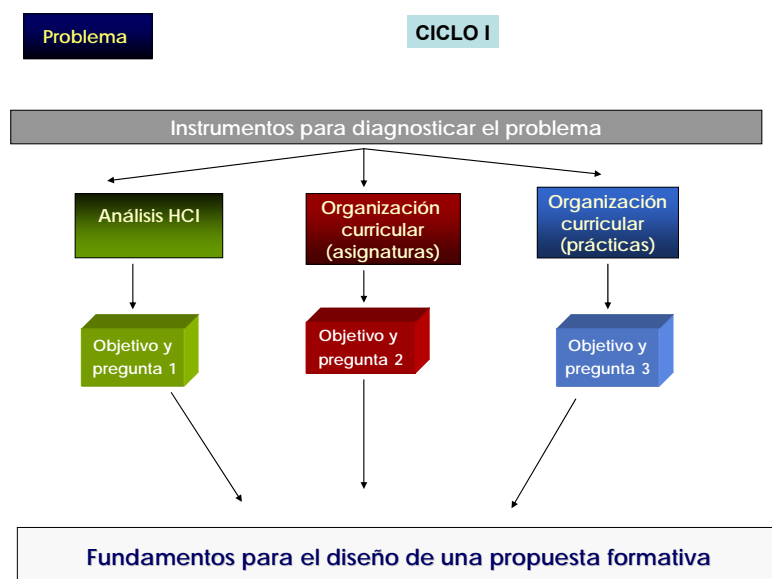 Problema
CICLO I
Instrumentos para diagnosticar el problema
Análisis HCI
Organización
curricular
(asignaturas)
Organización
curricular
(prácticas)
Objetivo y
pregunta 1
Objetivo y
pregunta 2
Objetivo y
pregunta 3
Fundamentos para el diseño de una propuesta formativa